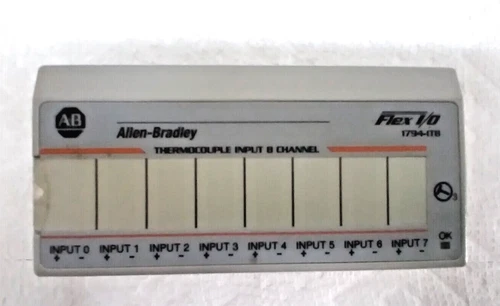 AB
Allen-Bradley
Flex I/O
1794-IT8
THERMOCOUPLE INPUT 8 CHANNEL
3
INPUT 0 INPUT 1 INPUT 2 INPUT 3 INPUT 4 INPUT 5 INPUT 6 INPUT 7 OK
+ - + - + - + - + - + - + - + -